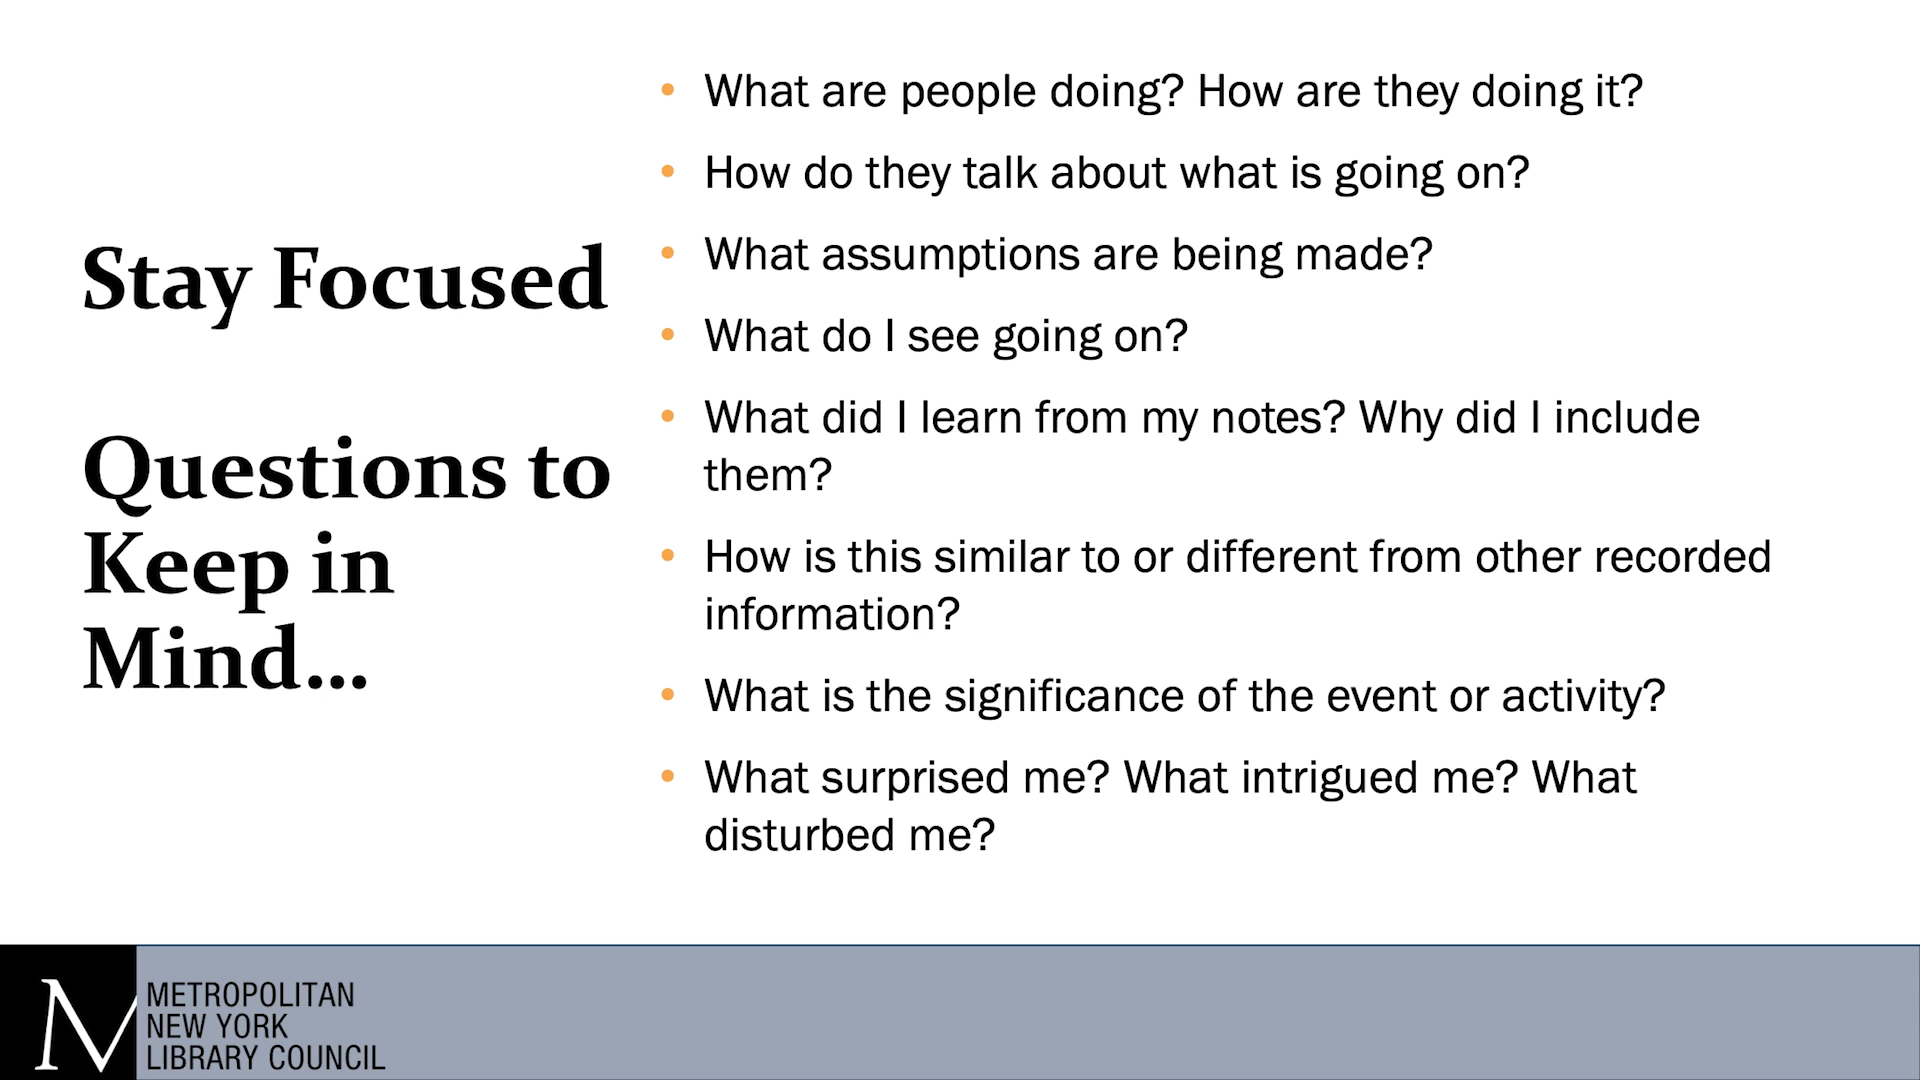 Stay Focused
Questions to
Keep in
Mind...
• What are people doing? How are they doing it?
• How do they talk about what is going on?
• What assumptions are being made?
• What do I see going on?
• What did I learn from my notes? Why did I include
them?
• How is this similar to or different from other recorded
information?
• What is the significance of the event or activity?
• What surprised me? What intrigued me? What
disturbed me?
M
METROPOLITAN
NEW YORK
LIBRARY COUNCIL